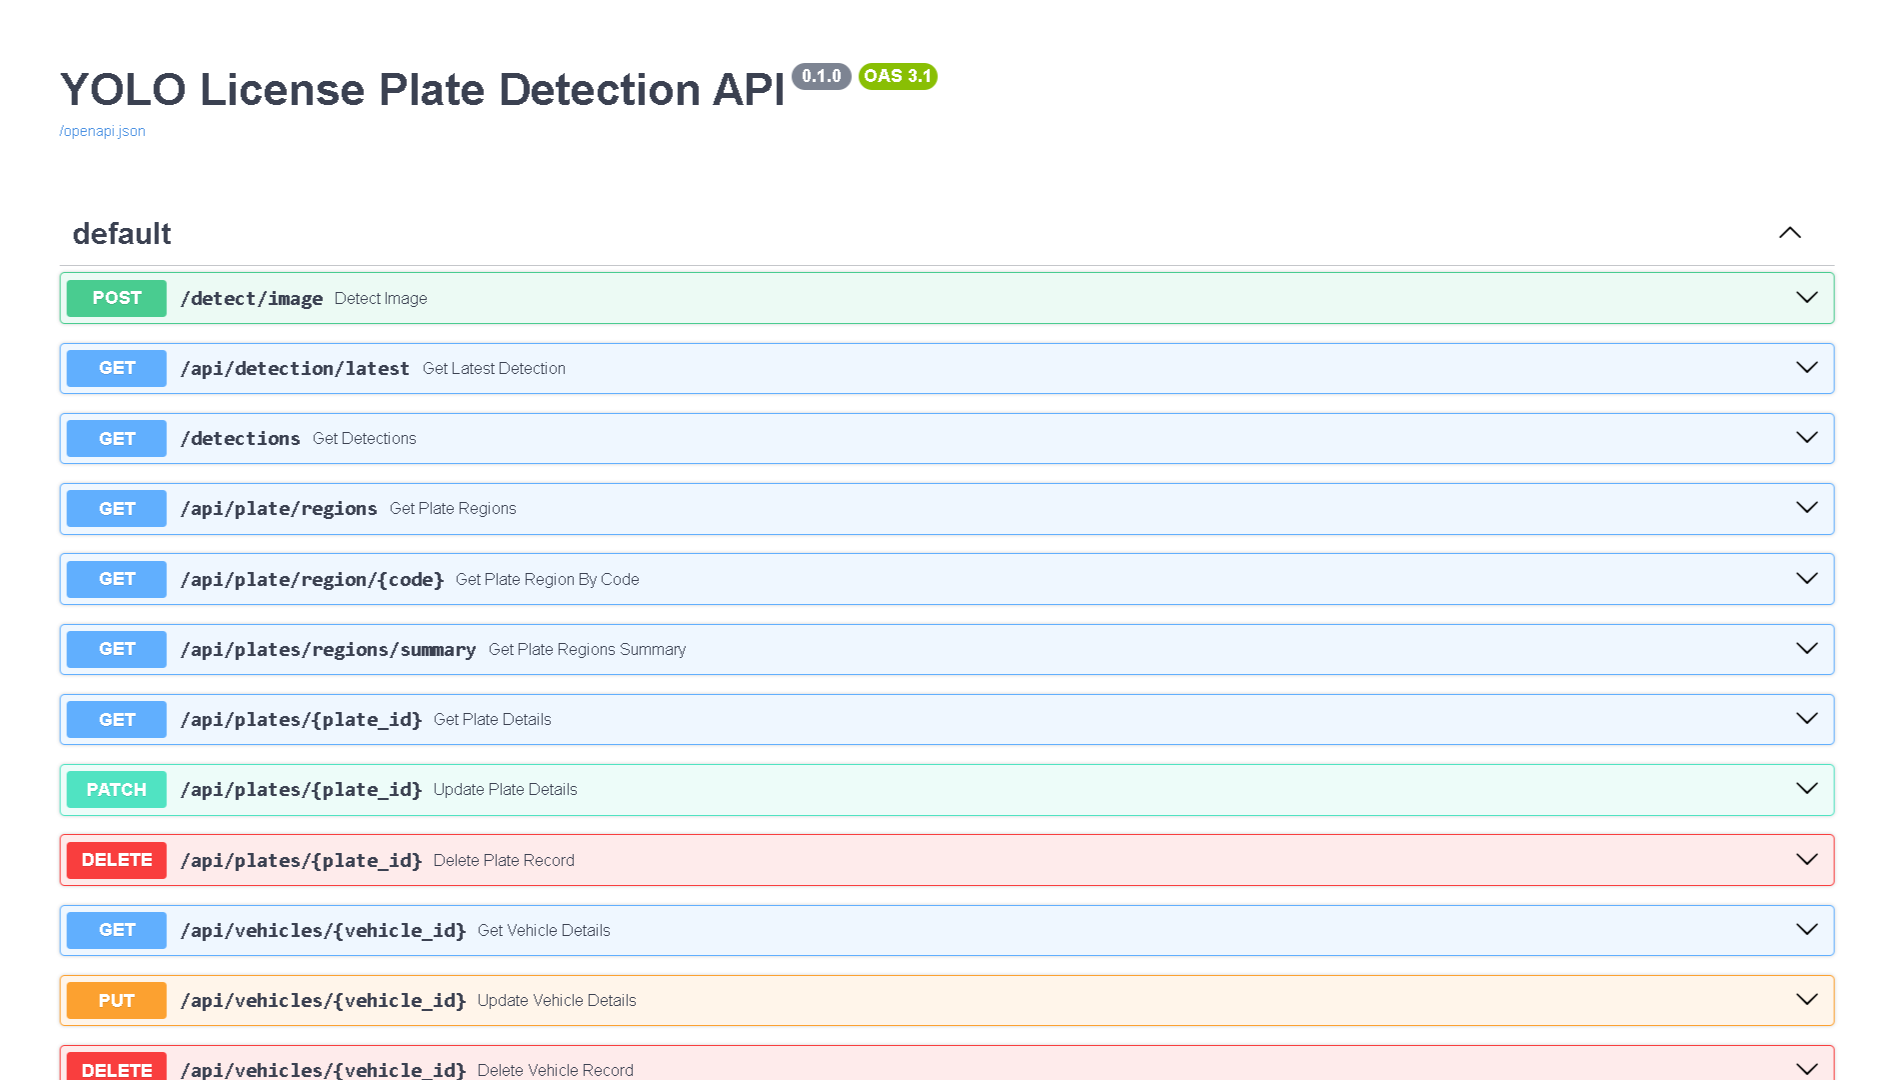 YOLO License Plate Detection API 0.1.0 OAS 3.1
/openapi.json
default
POST /detect/image Detect Image
GET /api/detection/latest Get Latest Detection
GET /detections Get Detections
GET /api/plate/regions Get Plate Regions
GET /api/plate/region/{code} Get Plate Region By Code
GET /api/plates/regions/summary Get Plate Regions Summary
GET /api/plates/{plate_id} Get Plate Details
PATCH /api/plates/{plate_id} Update Plate Details
DELETE /api/plates/{plate_id} Delete Plate Record
GET /api/vehicles/{vehicle_id} Get Vehicle Details
PUT /api/vehicles/{vehicle_id} Update Vehicle Details
DELETE /api/vehicles/{vehicle_id} Delete Vehicle Record